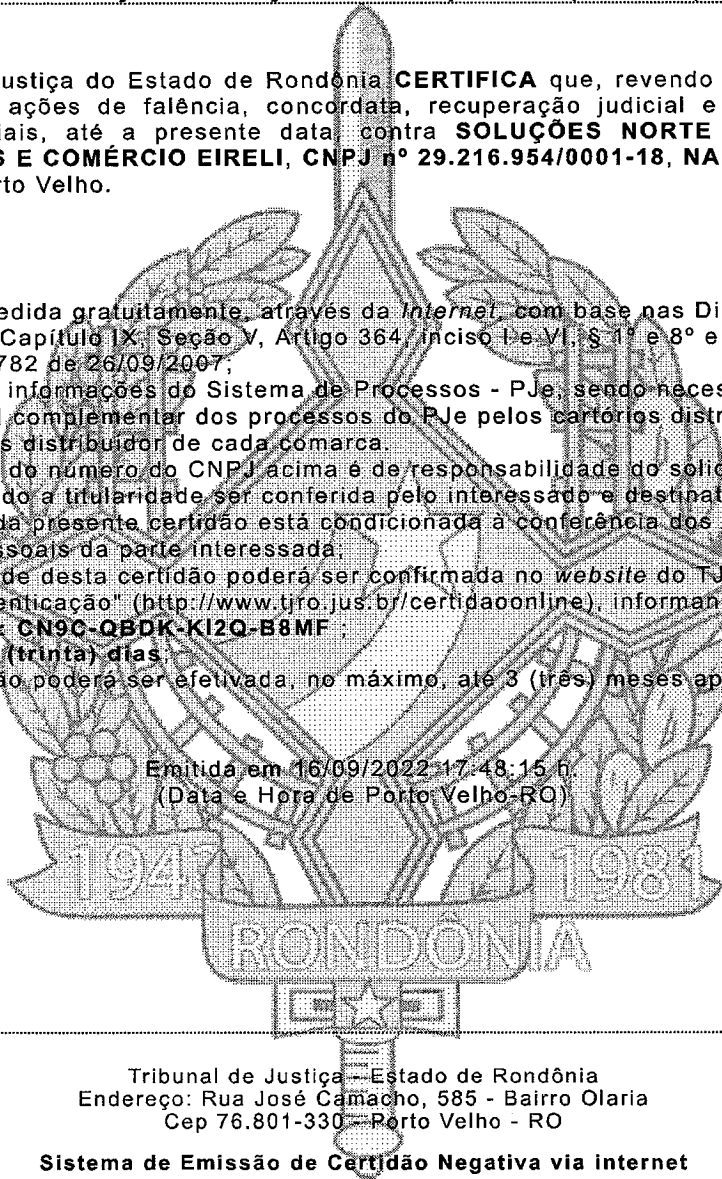 ustiça do Estado de Rondônia CERTIFICA que, revendo
ações de falência, concordata, recuperação judicial e
iais, até a presente data, contra SOLUÇÕES NORTE
S E COMÉRCIO EIRELI, CNPJ nº 29.216.954/0001-18, NA
rto Velho.
edida gratuitamente, através da Internet, com base nas Di
Capítulo IX, Seção V, Artigo 364, inciso I e VI, § 1º e 8º e
782 de 26/09/2007;
informações do Sistema de Processos - PJe, sendo neces
l complementar dos processos do PJe pelos cartórios distr
s distribuidor de cada comarca.
do número do CNPJ acima é de responsabilidade do solic
do a titularidade ser conferida pelo interessado e destinat
da presente certidão está condicionada à conferência dos
ssoais da parte interessada;
de desta certidão poderá ser confirmada no website do TJ
enticação" (http://www.tjro.jus.br/certidaoonline), informan
: CN9C-QBDK-KI2Q-B8MF ;
(trinta) dias;
ão poderá ser efetivada, no máximo, até 3 (três) meses ap
Emitida em 16/09/2022 17:48:15 h.
(Data e Hora de Porto Velho-RO)
194
1981
RONDÔNIA
Tribunal de Justiça - Estado de Rondônia
Endereço: Rua José Camacho, 585 - Bairro Olaria
Cep 76.801-330 - Porto Velho - RO
Sistema de Emissão de Certidão Negativa via internet